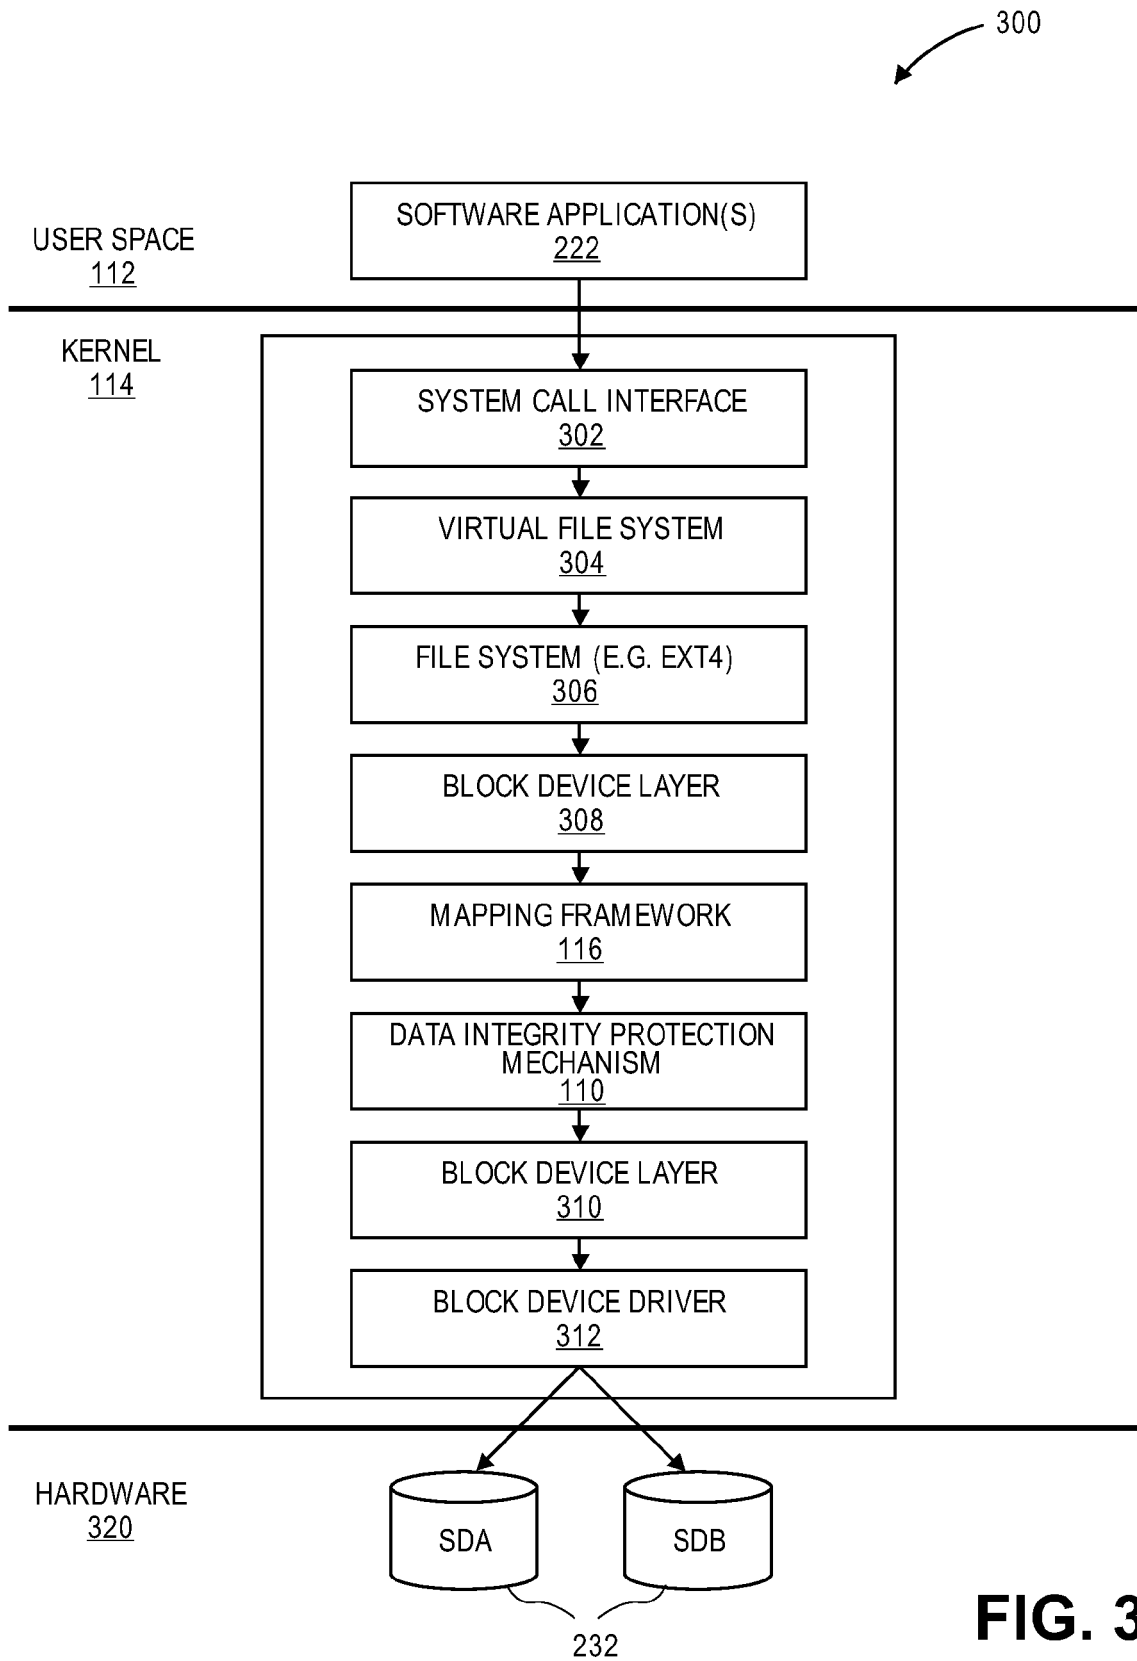 300
SOFTWARE APPLICATION(S)
222
USER SPACE
112
KERNEL
114
SYSTEM CALL INTERFACE
302
VIRTUAL FILE SYSTEM
304
FILE SYSTEM (E.G. EXT4)
306
BLOCK DEVICE LAYER
308
MAPPING FRAMEWORK
116
DATA INTEGRITY PROTECTION
MECHANISM
110
BLOCK DEVICE LAYER
310
BLOCK DEVICE DRIVER
312
HARDWARE
320
SDA
SDB
232
FIG. 3